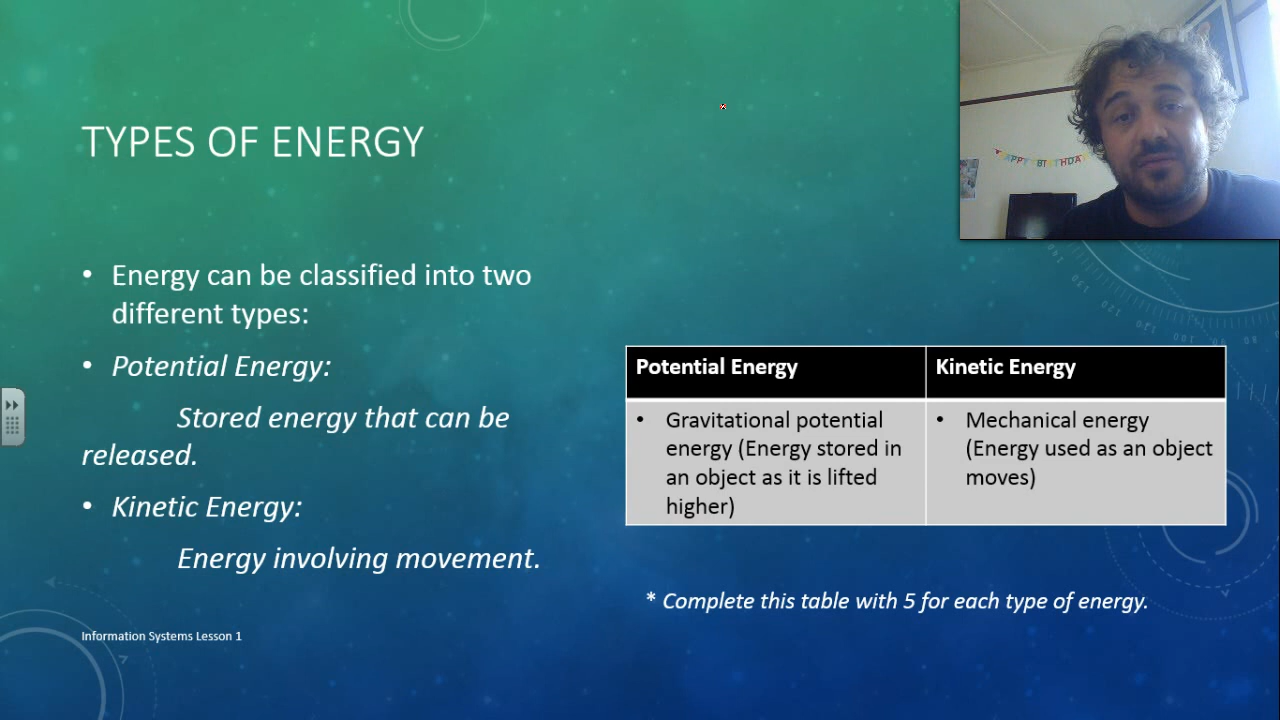 TYPES OF ENERGY
• Energy can be classified into two
different types:
• Potential Energy:
Stored energy that can be
released.
• Kinetic Energy:
Energy involving movement.
Information Systems Lesson 1
Potential Energy
• Gravitational potential
energy (Energy stored in
an object as it is lifted
higher)
Kinetic Energy
• Mechanical energy
(Energy used as an object
moves)
* Complete this table with 5 for each type of energy.